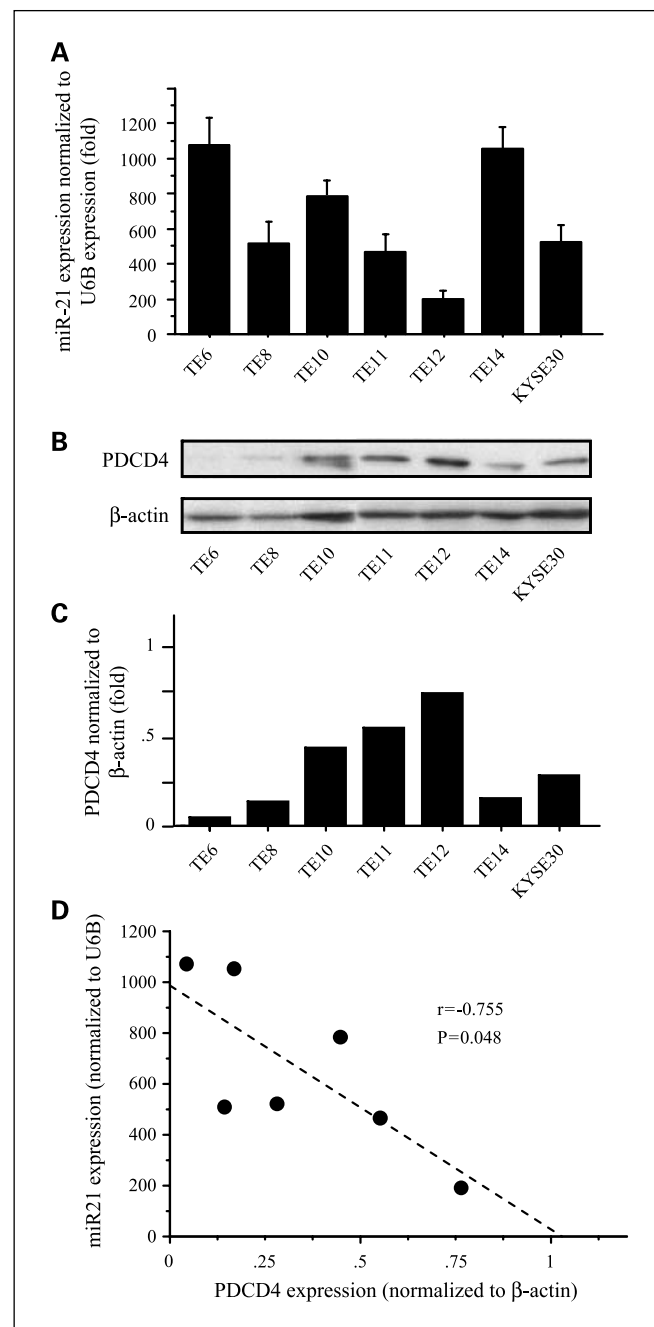 A
miR-21 expression normalized to
U6B expression (fold)
1200
1000
800
600
400
200
0
TE6 TE8 TE10 TE11 TE12 TE14 KYSE30
B
PDCD4
β-actin
TE6 TE8 TE10 TE11 TE12 TE14 KYSE30
C
PDCD4 normalized to
β-actin (fold)
1
.5
0
TE6 TE8 TE10 TE11 TE12 TE14 KYSE30
D
miR21 expression (normalized to U6B)
1200
1000
800
600
400
200
0
r=-0.755
P=0.048
0 .25 .5 .75 1
PDCD4 expression (normalized to β-actin)